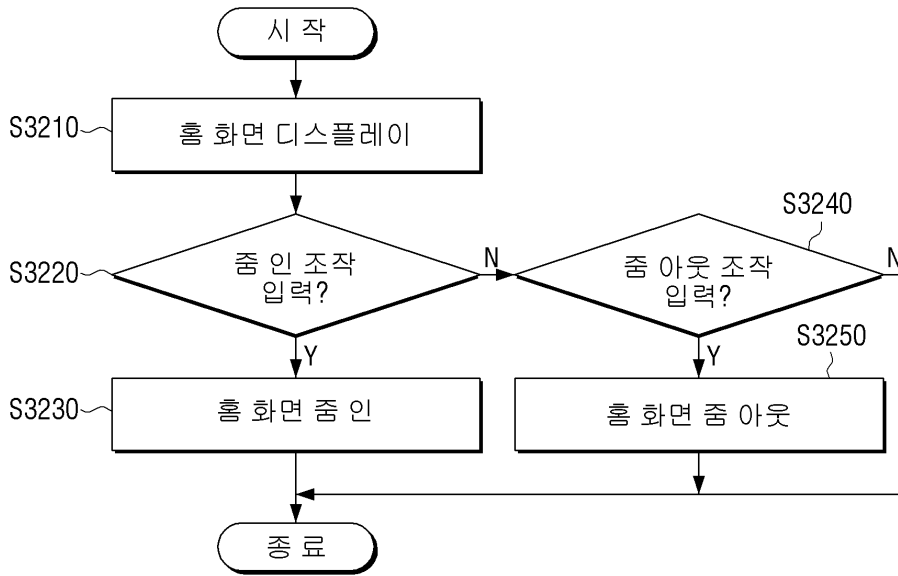 시 작
S3210
홈 화면 디스플레이
S3240
S3220
줌 인 조작
입력?
N
줌 아웃 조작
입력?
N
Y
Y
S3250
S3230
홈 화면 줌 인
홈 화면 줌 아웃
종 료